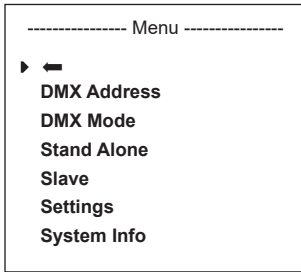 ---------------- Menu ----------------
DMX Address
DMX Mode
Stand Alone
Slave
Settings
System Info